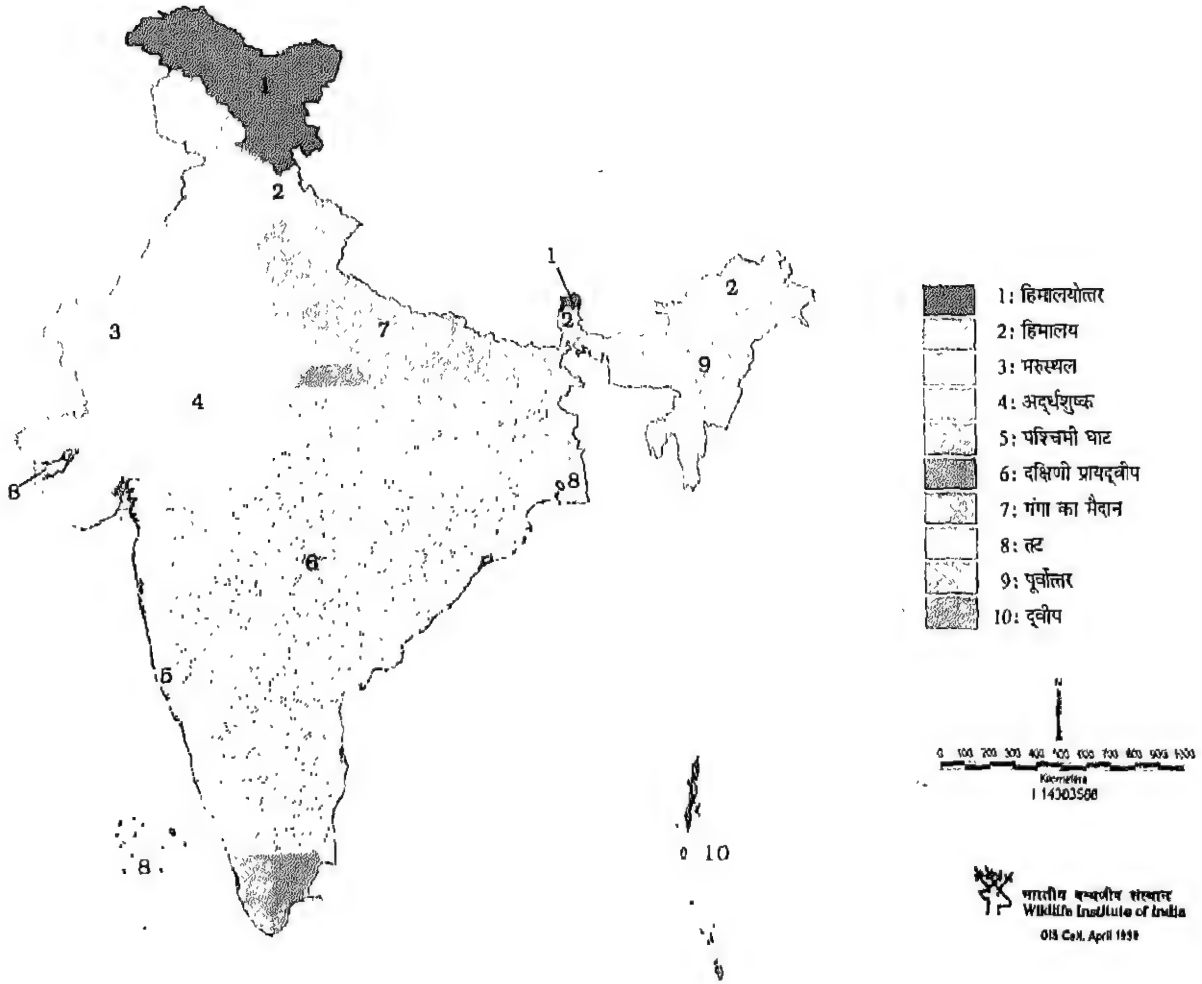 1
2
1
2
2
3
7
9
4
8
8
6
5
8
10
1: हिमालयोत्तर
2: हिमालय
3: मरुस्थल
4: अर्द्धशुष्क
5: पश्चिमी घाट
6: दक्षिणी प्रायद्वीप
7: गंगा का मैदान
8: तट
9: पूर्वोत्तर
10: द्वीप
N
0 100 200 300 400 500 600 700 800 900 1000
Kilometers
1 14303588
भारतीय वन्यजीव संस्थान
Wildlife Institute of India
GIS Cell, April 1999